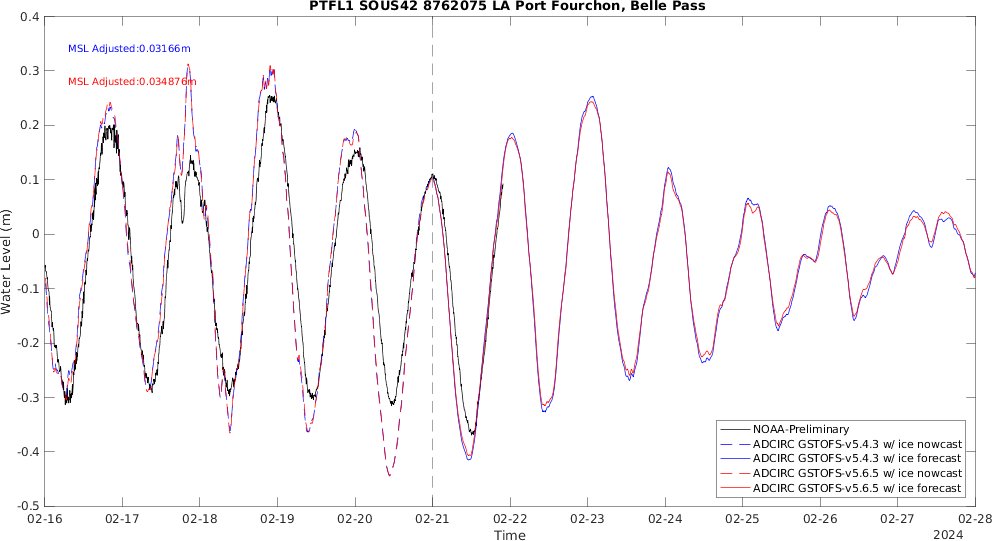 PTFL1 SOUS42 8762075 LA Port Fourchon, Belle Pass
0.4
0.3
0.2
0.1
0
-0.1
-0.2
-0.3
-0.4
-0.5
Water Level (m)
MSL Adjusted:0.03166m
MSL Adjusted:0.034876m
NOAA-Preliminary
ADCIRC GSTOFS-v5.4.3 w/ ice nowcast
ADCIRC GSTOFS-v5.4.3 w/ ice forecast
ADCIRC GSTOFS-v5.6.5 w/ ice nowcast
ADCIRC GSTOFS-v5.6.5 w/ ice forecast
02-16 02-17 02-18 02-19 02-20 02-21 02-22 02-23 02-24 02-25 02-26 02-27 02-28
Time
2024